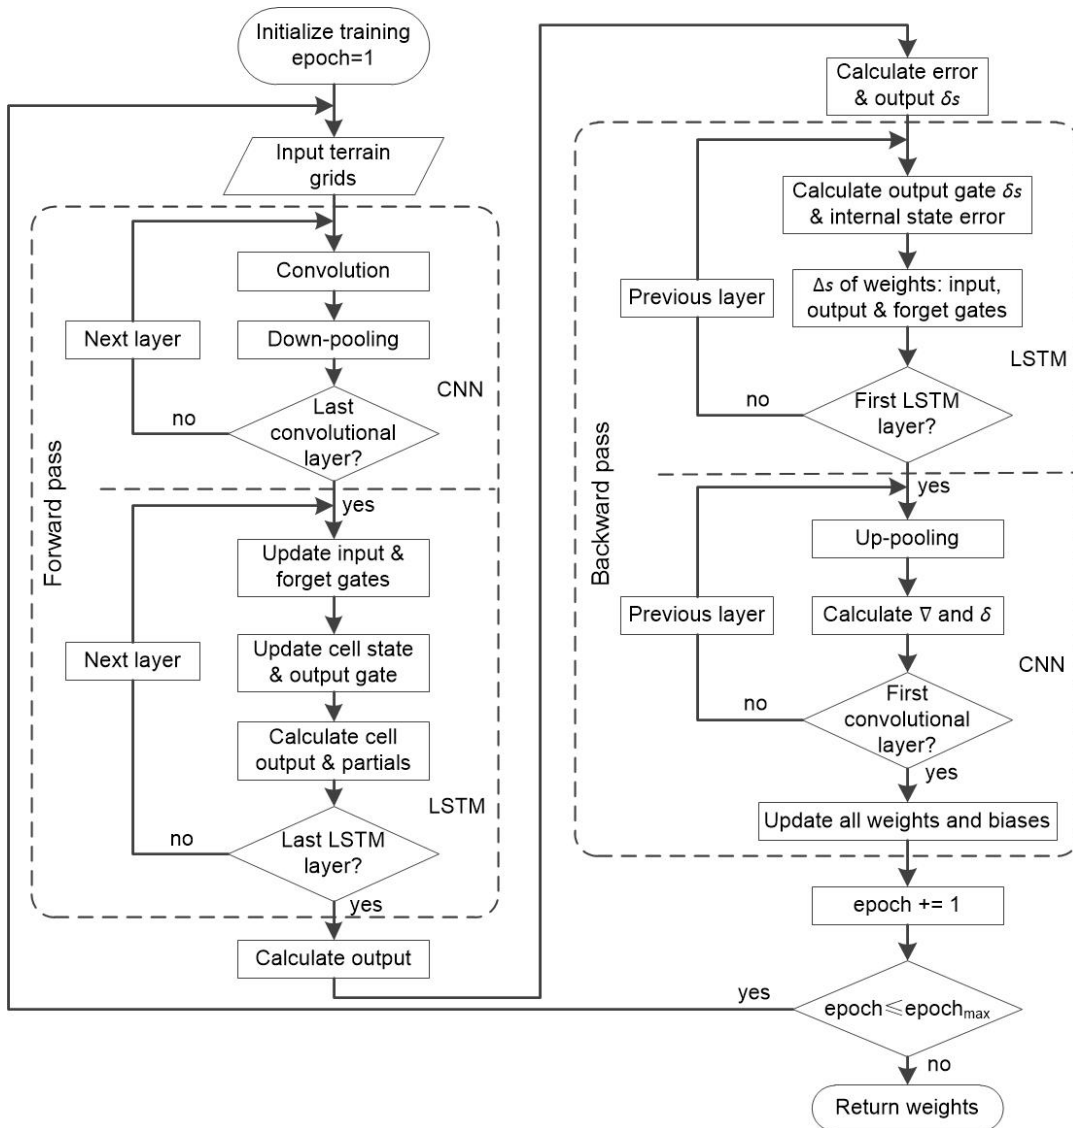 Initialize training
epoch=1
Input terrain
grids
Convolution
Down-pooling
Next layer
CNN
no
Last
convolutional
layer?
yes
Forward pass
Update input &
forget gates
Update cell state
& output gate
Next layer
Calculate cell
output & partials
LSTM
no
Last LSTM
layer?
yes
Calculate output
Calculate error
& output δs
Calculate output gate δs
& internal state error
Previous layer
Δs of weights: input,
output & forget gates
LSTM
no
First LSTM
layer?
yes
Backward pass
Up-pooling
Previous layer
Calculate ∇ and δ
CNN
no
First
convolutional
layer?
yes
Update all weights and biases
epoch += 1
yes
epoch⩽epochmax
no
Return weights